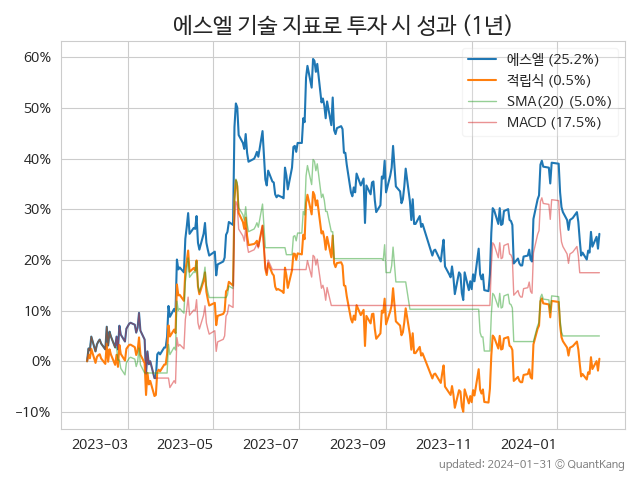 에스엘 기술 지표로 투자 시 성과 (1년)
에스엘 (25.2%)
적립식 (0.5%)
SMA(20) (5.0%)
MACD (17.5%)
60%
50%
40%
30%
20%
10%
0%
−10%
2023-03 2023-05 2023-07 2023-09 2023-11 2024-01
updated: 2024-01-31 © QuantKang